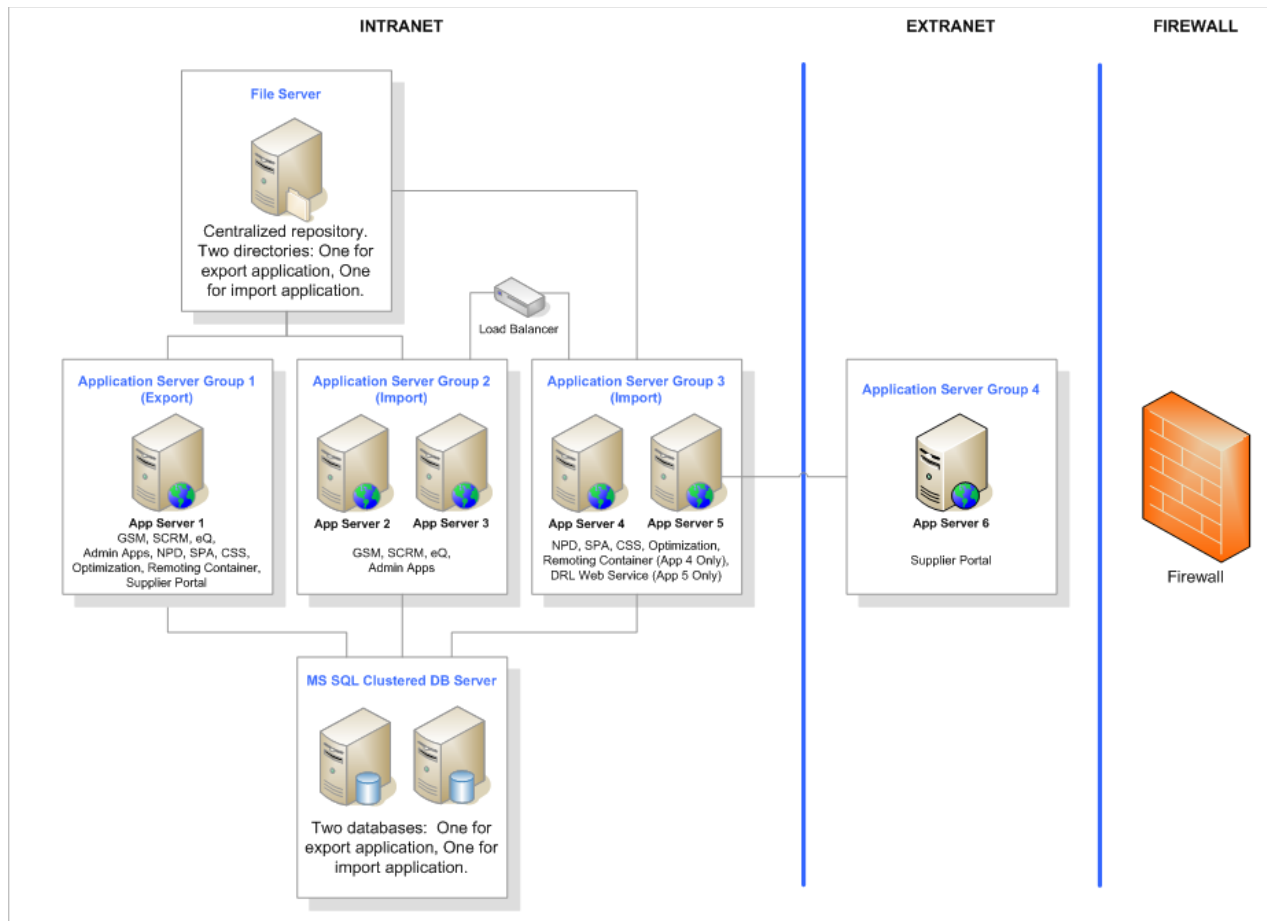 INTRANET
EXTRANET
FIREWALL
File Server
Centralized repository.
Two directories: One for
export application, One
for import application.
Load Balancer
Application Server Group 1
(Export)
App Server 1
GSM, SCRM, eQ,
Admin Apps, NPD, SPA, CSS,
Optimization, Remoting Container,
Supplier Portal
Application Server Group 2
(Import)
App Server 2
App Server 3
GSM, SCRM, eQ,
Admin Apps
Application Server Group 3
(Import)
App Server 4
App Server 5
NPD, SPA, CSS, Optimization,
Remoting Container (App 4 Only),
DRL Web Service (App 5 Only)
Application Server Group 4
App Server 6
Supplier Portal
Firewall
MS SQL Clustered DB Server
Two databases: One for
export application, One for
import application.